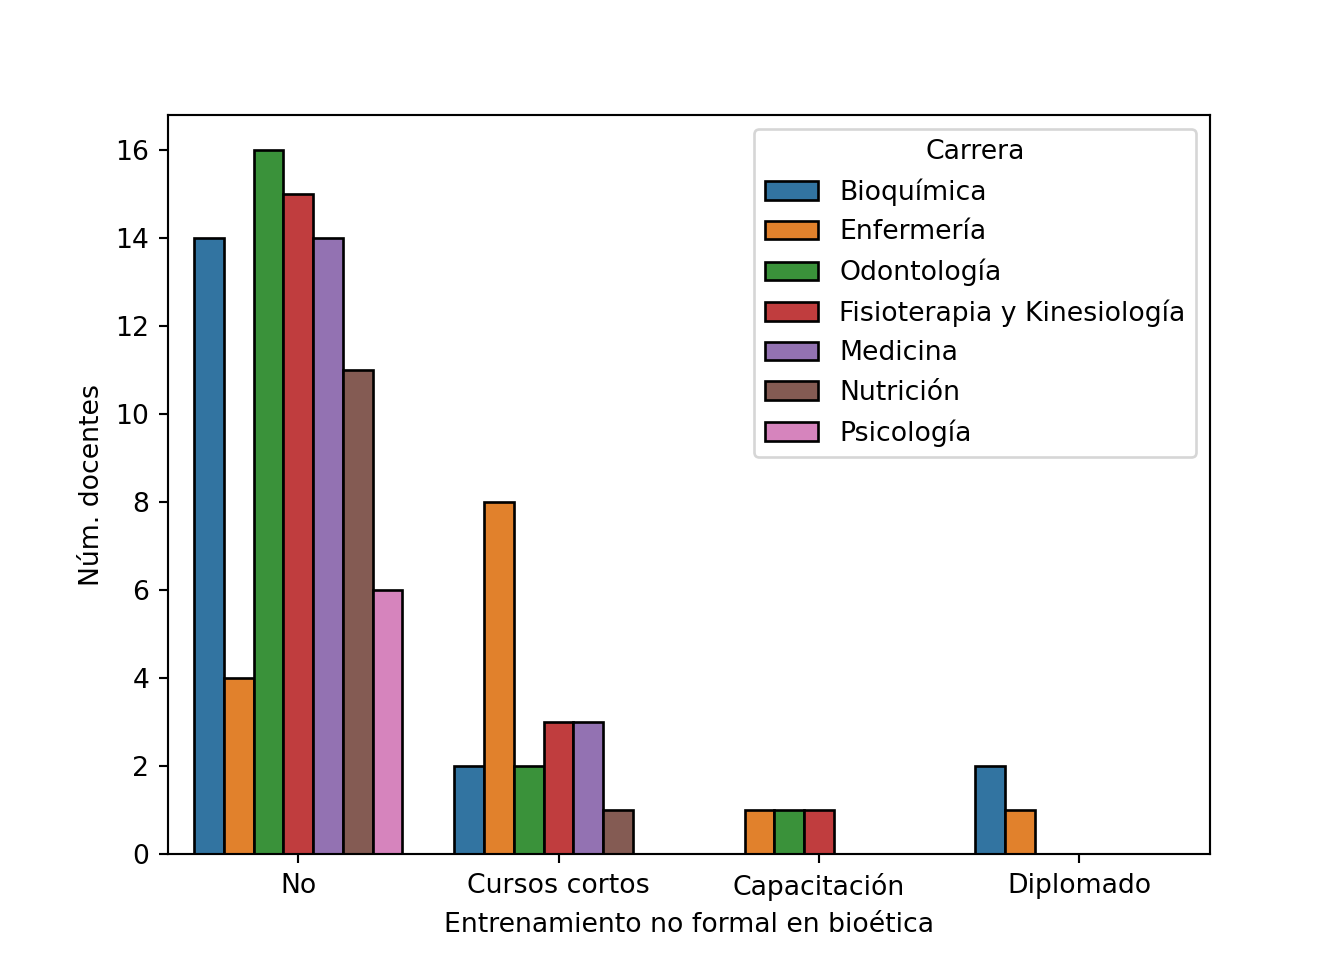 Carrera
Bioquímica
Enfermería
Odontología
Fisioterapia y Kinesiología
Medicina
Nutrición
Psicología
Núm. docentes
16
14
12
10
8
6
4
2
0
No
Cursos cortos
Capacitación
Diplomado
Entrenamiento no formal en bioética